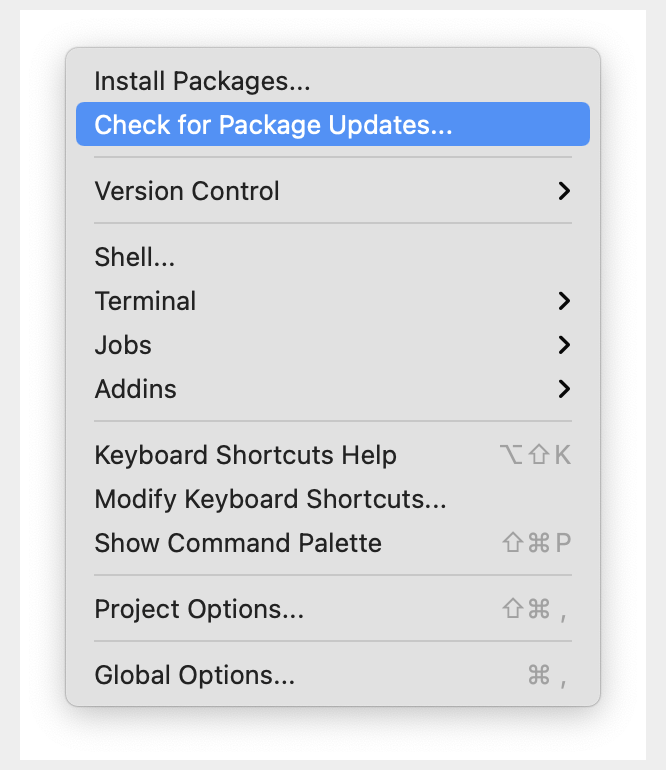 Install Packages...
Check for Package Updates...
Version Control
Shell...
Terminal
Jobs
Addins
Keyboard Shortcuts Help ⌥⇧K
Modify Keyboard Shortcuts...
Show Command Palette ⇧⌘P
Project Options... ⇧⌘,
Global Options... ⌘,